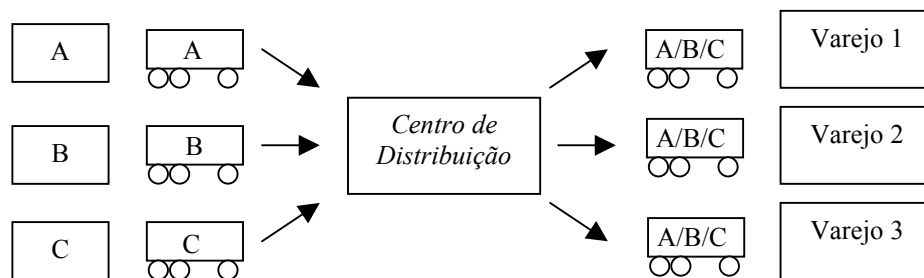 A
A
A/B/C
Varejo 1
B
B
Centro de
Distribuição
A/B/C
Varejo 2
C
C
A/B/C
Varejo 3